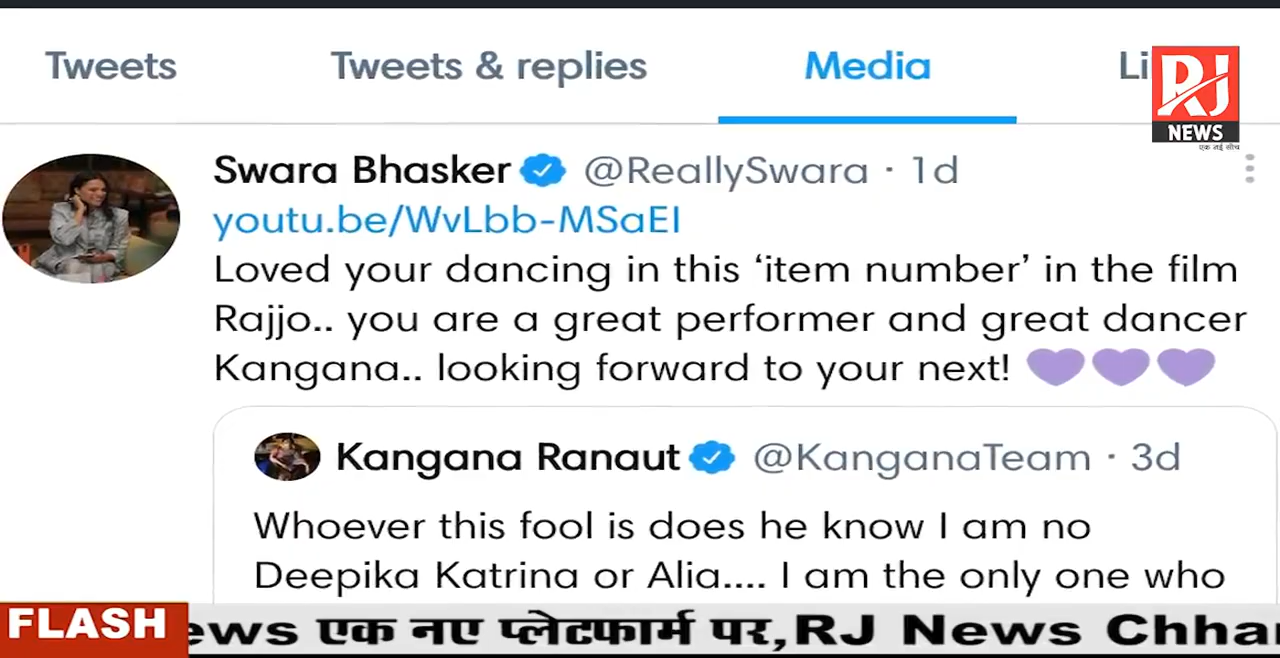 Tweets Tweets & replies Media Li
RJ
NEWS
एक नई सोच
Swara Bhasker @ReallySwara · 1d
youtu.be/WvLbb-MSaEI
Loved your dancing in this ‘item number’ in the film
Rajjo.. you are a great performer and great dancer
Kangana.. looking forward to your next! 💜💜💜
Kangana Ranaut @KanganaTeam · 3d
Whoever this fool is does he know I am no
Deepika Katrina or Alia.... I am the only one who
FLASH ews एक नए प्लेटफार्म पर,RJ News Chha